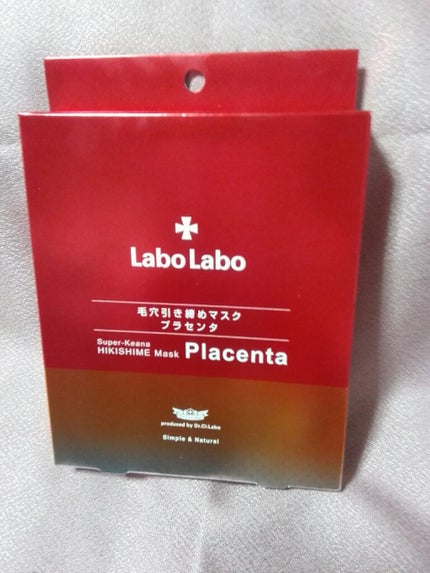 Labo Labo
毛穴引き締めマスク
プラセンタ
Super-Keana
HIKISHIME Mask Placenta
produced by Dr.Ci:Labo
Simple & Natural